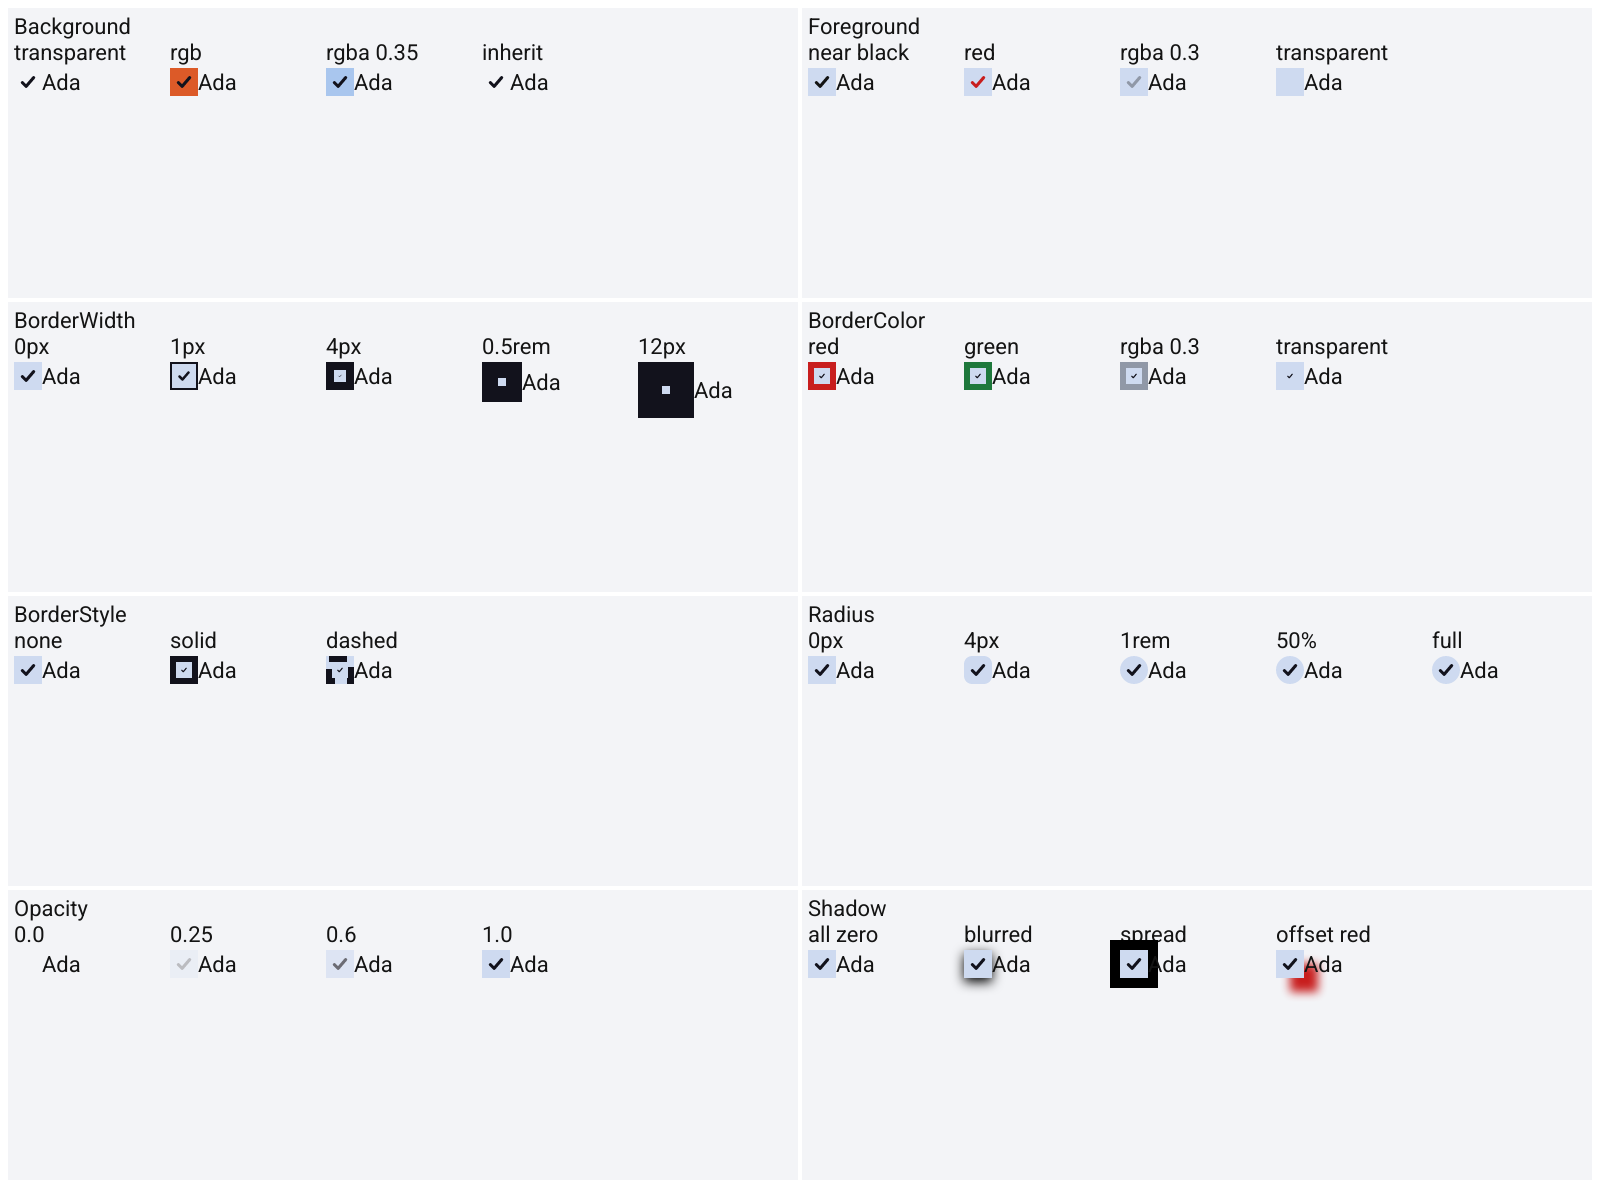 Background
transparent rgb rgba 0.35 inherit
Ada Ada Ada Ada
Foreground
near black red rgba 0.3 transparent
Ada Ada Ada Ada
BorderWidth
0px 1px 4px 0.5rem 12px
Ada Ada Ada Ada Ada
BorderColor
red green rgba 0.3 transparent
Ada Ada Ada Ada
BorderStyle
none solid dashed
Ada Ada Ada
Radius
0px 4px 1rem 50% full
Ada Ada Ada Ada Ada
Opacity
0.0 0.25 0.6 1.0
Ada Ada Ada Ada
Shadow
all zero blurred spread offset red
Ada Ada Ada Ada